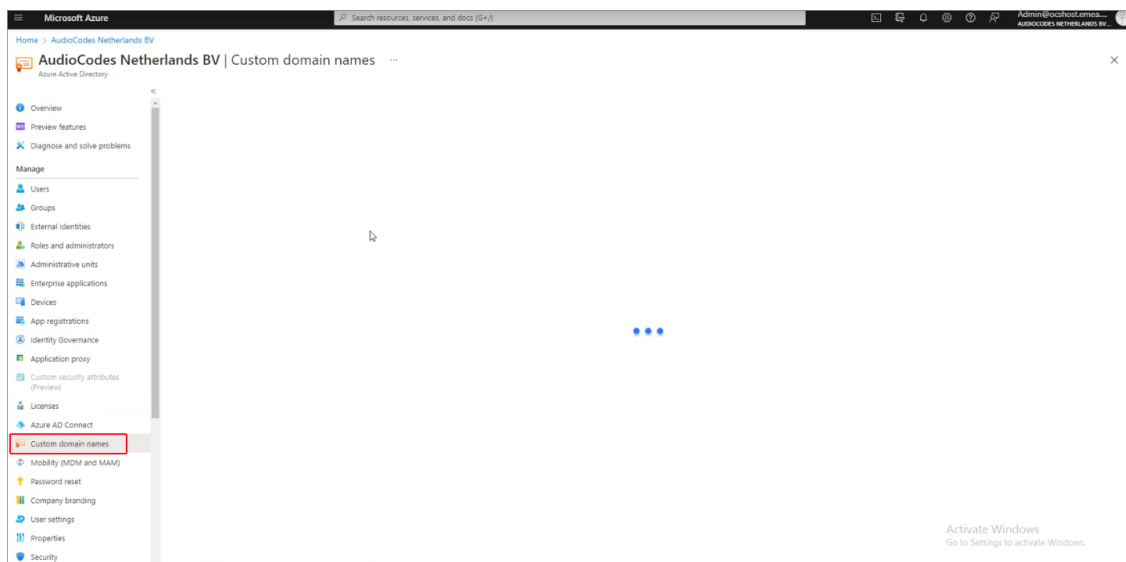 Microsoft Azure
Search resources, services, and docs (G+/)
Admin@ocshost.emea....
AUDIOCODES NETHERLANDS BV...
Home > AudioCodes Netherlands BV
AudioCodes Netherlands BV | Custom domain names ...
Azure Active Directory
«
Overview
Preview features
Diagnose and solve problems
Manage
Users
Groups
External Identities
Roles and administrators
Administrative units
Enterprise applications
Devices
App registrations
Identity Governance
Application proxy
Custom security attributes
(Preview)
Licenses
Azure AD Connect
Custom domain names
Mobility (MDM and MAM)
Password reset
Company branding
User settings
Properties
Security
Activate Windows
Go to Settings to activate Windows.